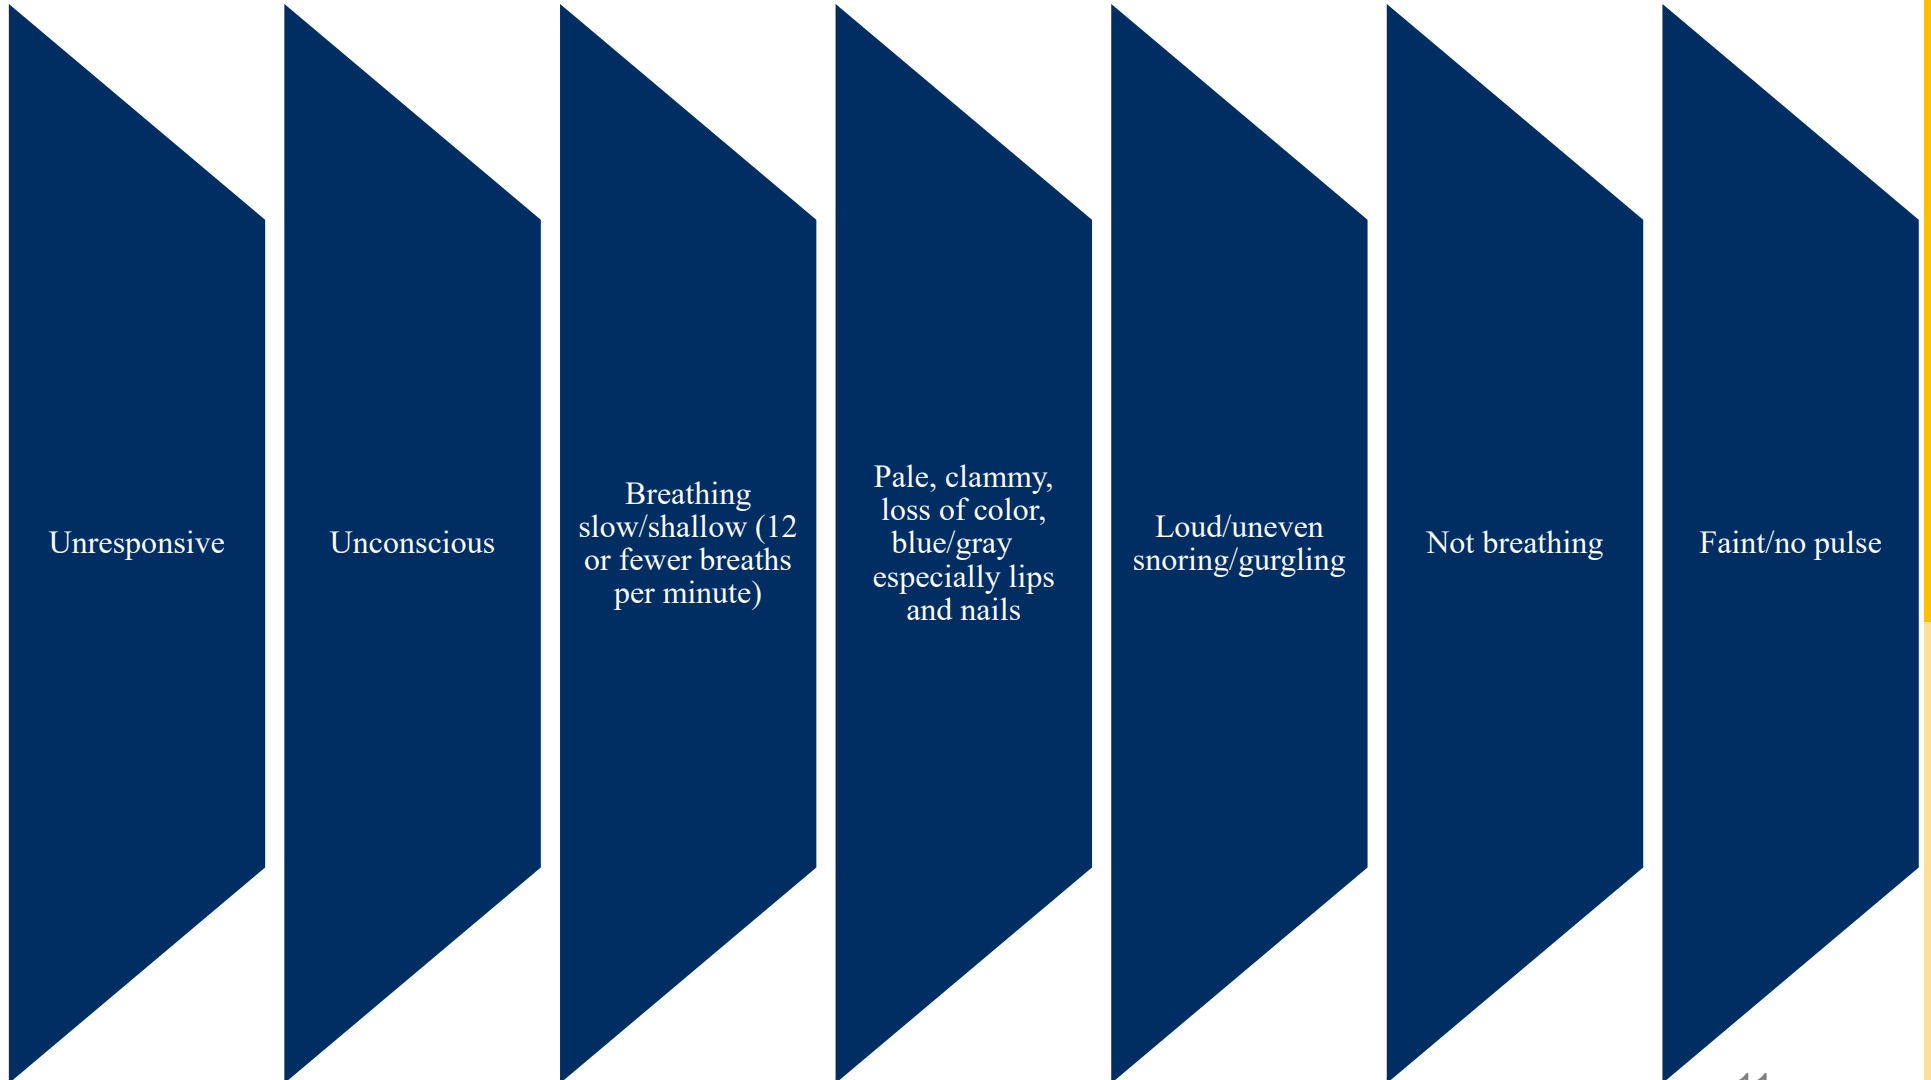 Unresponsive
Unconscious
Breathing
slow/shallow (12
or fewer breaths
per minute)
Pale, clammy,
loss of color,
blue/gray
especially lips
and nails
Loud/uneven
snoring/gurgling
Not breathing
Faint/no pulse